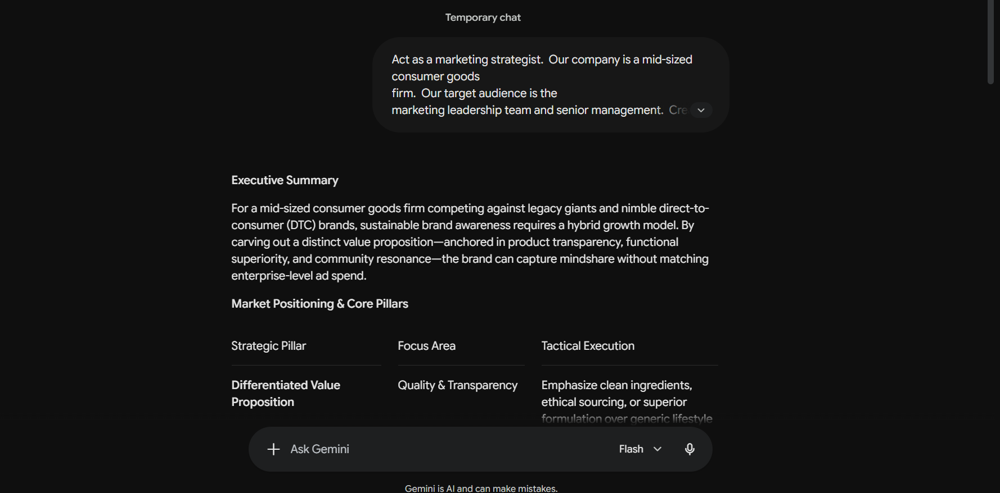 Temporary chat
Act as a marketing strategist.  Our company is a mid-sized
consumer goods
firm.  Our target audience is the
marketing leadership team and senior management.  Cre
Executive Summary
For a mid-sized consumer goods firm competing against legacy giants and nimble direct-to-
consumer (DTC) brands, sustainable brand awareness requires a hybrid growth model. By
carving out a distinct value proposition—anchored in product transparency, functional
superiority, and community resonance—the brand can capture mindshare without matching
enterprise-level ad spend.
Market Positioning & Core Pillars
Strategic Pillar Focus Area Tactical Execution
Differentiated Value Quality & Transparency Emphasize clean ingredients,
Proposition ethical sourcing, or superior
formulation over generic lifestyle
Ask Gemini Flash
Gemini is AI and can make mistakes.